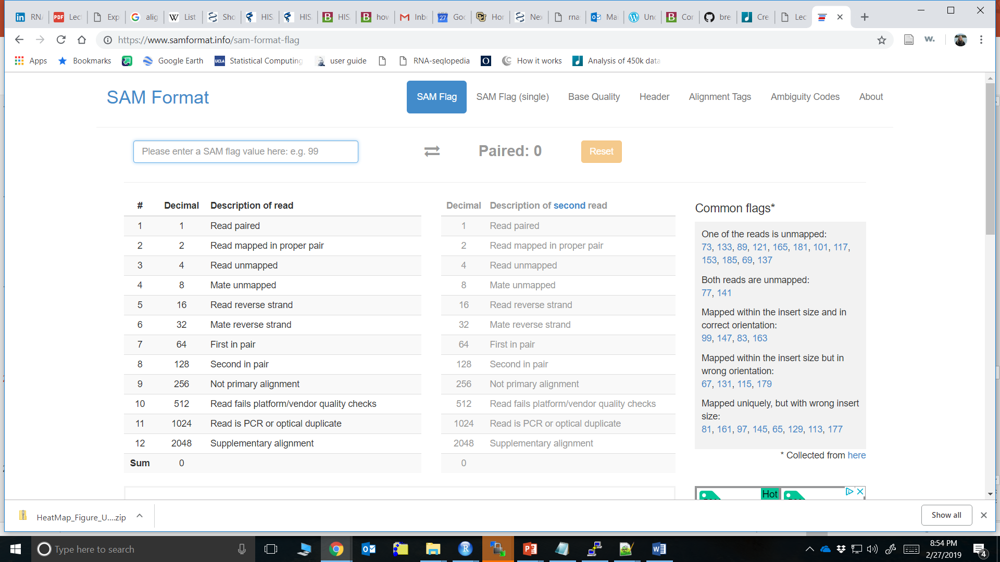 RN
Lec
Exp
alig
List
Sho
HIS
HIS
HIS
how
Inb
Goo
Hor
Nex
rna
Mai
Unc
Cor
bre
Cre
Lec
https://www.samformat.info/sam-format-flag
w.
Apps
Bookmarks
Google Earth
UCLA
Statistical Computing
user guide
RNA-seqlopedia
How it works
Analysis of 450k data
SAM Format
SAM Flag
SAM Flag (single)
Base Quality
Header
Alignment Tags
Ambiguity Codes
About
Please enter a SAM flag value here: e.g. 99
Paired: 0
Reset
# Decimal Description of read
1 1 Read paired
2 2 Read mapped in proper pair
3 4 Read unmapped
4 8 Mate unmapped
5 16 Read reverse strand
6 32 Mate reverse strand
7 64 First in pair
8 128 Second in pair
9 256 Not primary alignment
10 512 Read fails platform/vendor quality checks
11 1024 Read is PCR or optical duplicate
12 2048 Supplementary alignment
Sum 0
Decimal Description of second read
1 Read paired
2 Read mapped in proper pair
4 Read unmapped
8 Mate unmapped
16 Read reverse strand
32 Mate reverse strand
64 First in pair
128 Second in pair
256 Not primary alignment
512 Read fails platform/vendor quality checks
1024 Read is PCR or optical duplicate
2048 Supplementary alignment
0
Common flags*
One of the reads is unmapped:
73, 133, 89, 121, 165, 181, 101, 117,
153, 185, 69, 137
Both reads are unmapped:
77, 141
Mapped within the insert size and in
correct orientation:
99, 147, 83, 163
Mapped within the insert size but in
wrong orientation:
67, 131, 115, 179
Mapped uniquely, but with wrong insert
size:
81, 161, 97, 145, 65, 129, 113, 177
* Collected from here
Hot
HeatMap_Figure_U....zip
Show all
Type here to search
8:54 PM
2/27/2019
4